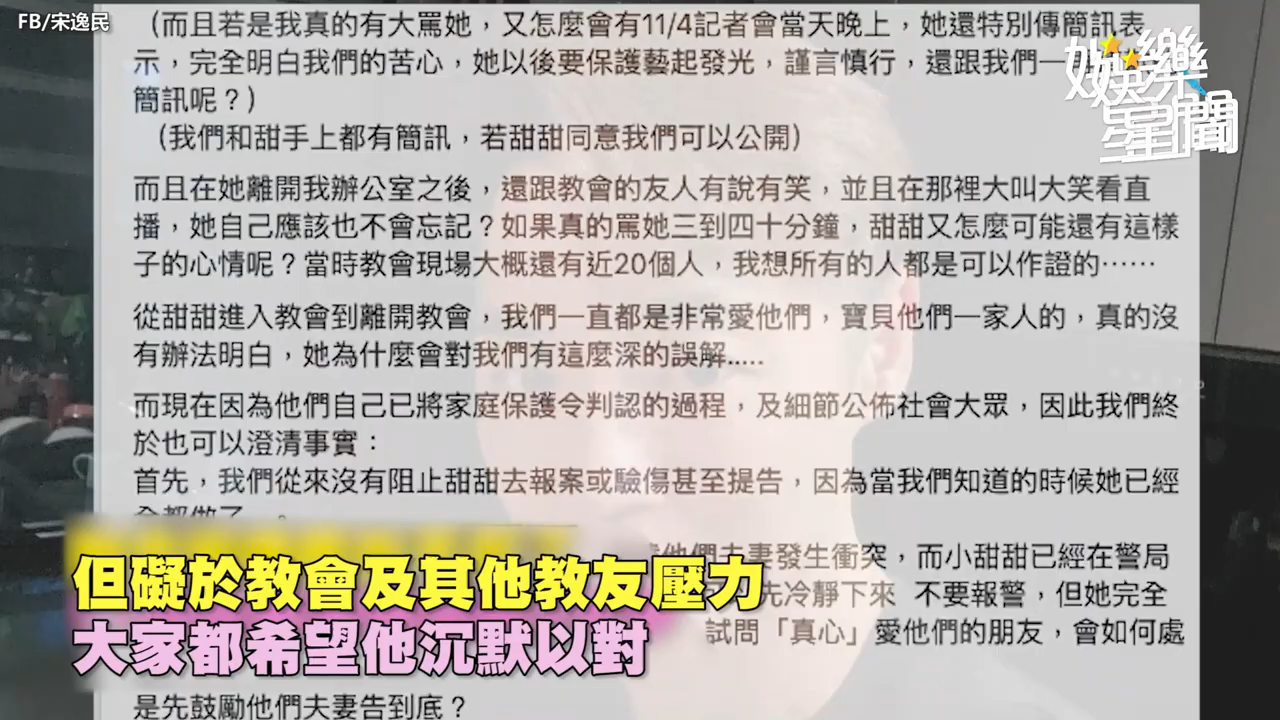 FB/宋逸民
娛樂星聞
(而且若是我真的有大罵她，又怎麼會有11/4記者會當天晚上，她還特別傳簡訊表
示，完全明白我們的苦心，她以後要保護藝起發光，謹言慎行，還跟我們一
簡訊呢？)
(我們和甜手上都有簡訊，若甜甜同意我們可以公開)
而且在她離開我辦公室之後，還跟教會的友人有說有笑，並且在那裡大叫大笑看直
播，她自己應該也不會忘記？如果真的罵她三到四十分鐘，甜甜又怎麼可能還有這樣
子的心情呢？當時教會現場大概還有近20個人，我想所有的人都是可以作證的⋯⋯
從甜甜進入教會到離開教會，我們一直都是非常愛他們，寶貝他們一家人的，真的沒
有辦法明白，她為什麼會對我們有這麼深的誤解.....
而現在因為他們自己已將家庭保護令判認的過程，及細節公佈社會大眾，因此我們終
於也可以澄清事實：
首先，我們從來沒有阻止甜甜去報案或驗傷甚至提告，因為當我們知道的時候她已經
他們夫妻發生衝突，而小甜甜已經在警局
先冷靜下來 不要報警，但她完全
試問「真心」愛他們的朋友，會如何處
但礙於教會及其他教友壓力
大家都希望他沉默以對
是先鼓勵他們夫妻告到底？